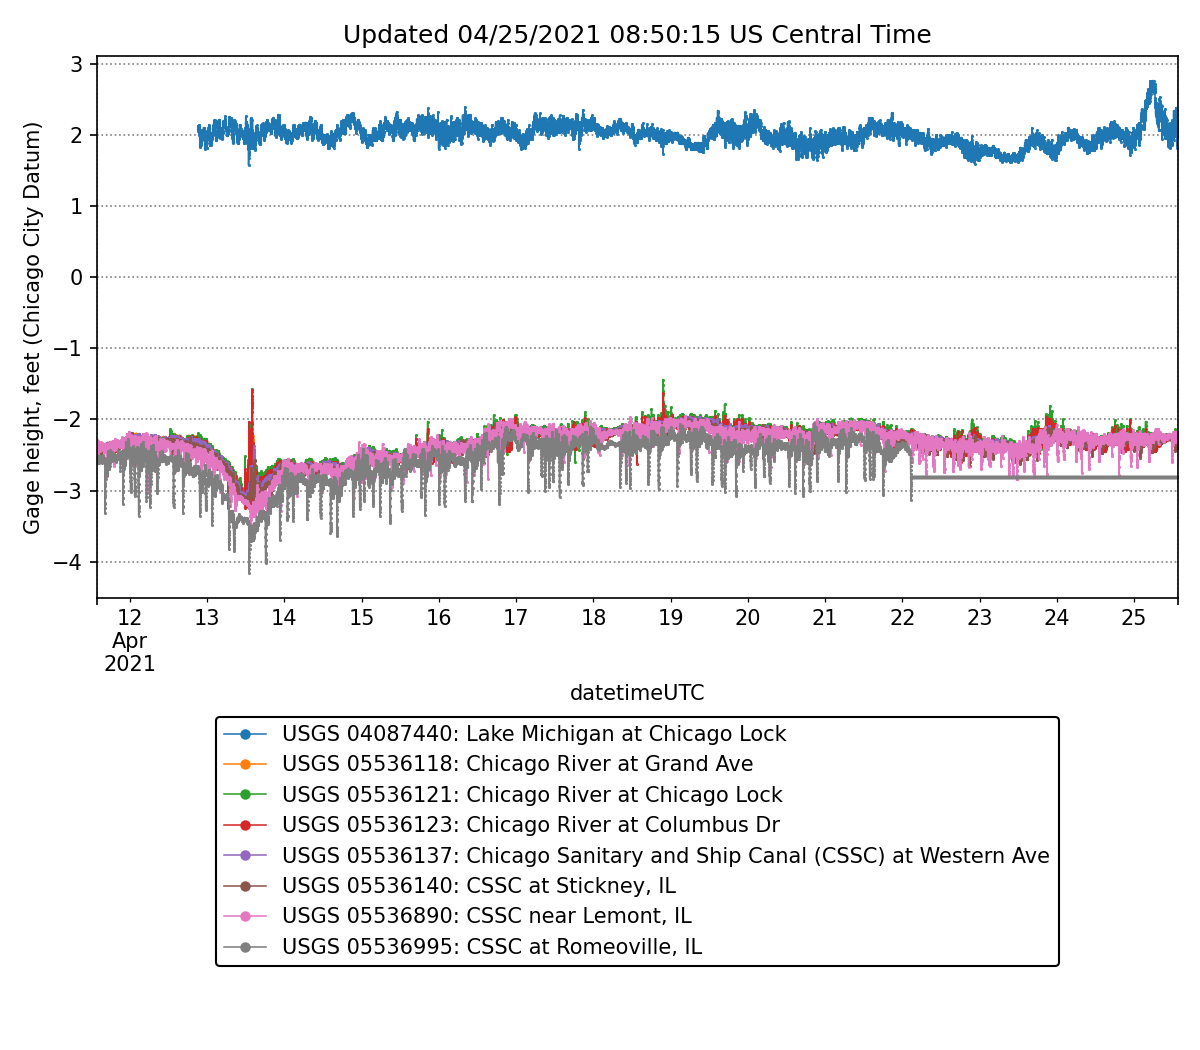 Updated 04/25/2021 08:50:15 US Central Time
Gage height, feet (Chicago City Datum)
3
2
1
0
−1
−2
−3
−4
12 13 14 15 16 17 18 19 20 21 22 23 24 25
Apr
2021
datetimeUTC
USGS 04087440: Lake Michigan at Chicago Lock
USGS 05536118: Chicago River at Grand Ave
USGS 05536121: Chicago River at Chicago Lock
USGS 05536123: Chicago River at Columbus Dr
USGS 05536137: Chicago Sanitary and Ship Canal (CSSC) at Western Ave
USGS 05536140: CSSC at Stickney, IL
USGS 05536890: CSSC near Lemont, IL
USGS 05536995: CSSC at Romeoville, IL